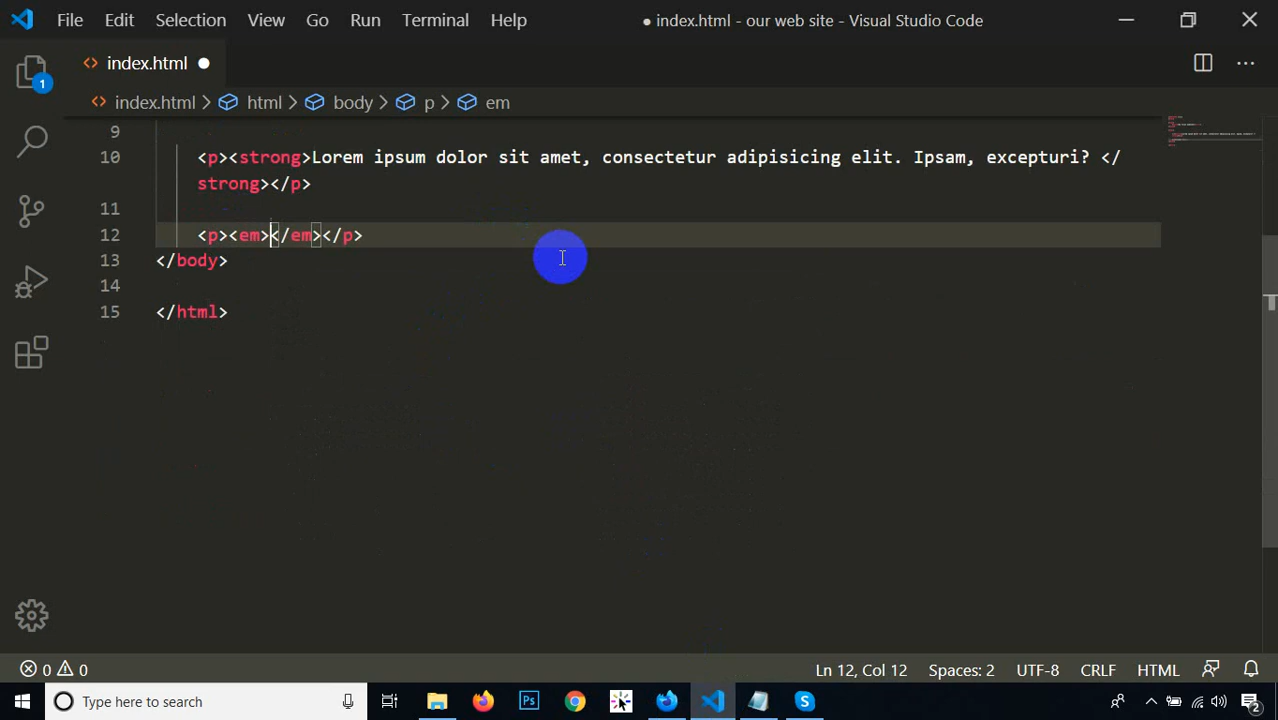 File Edit Selection View Go Run Terminal Help
● index.html - our web site - Visual Studio Code
1
index.html ●
index.html > html > body > p > em
9
10 <p><strong>Lorem ipsum dolor sit amet, consectetur adipisicing elit. Ipsam, excepturi? </
strong></p>
11
12 <p><em></em></p>
13 </body>
14
15 </html>
0 0
Ln 12, Col 12 Spaces: 2 UTF-8 CRLF HTML
Type here to search
Ps
2